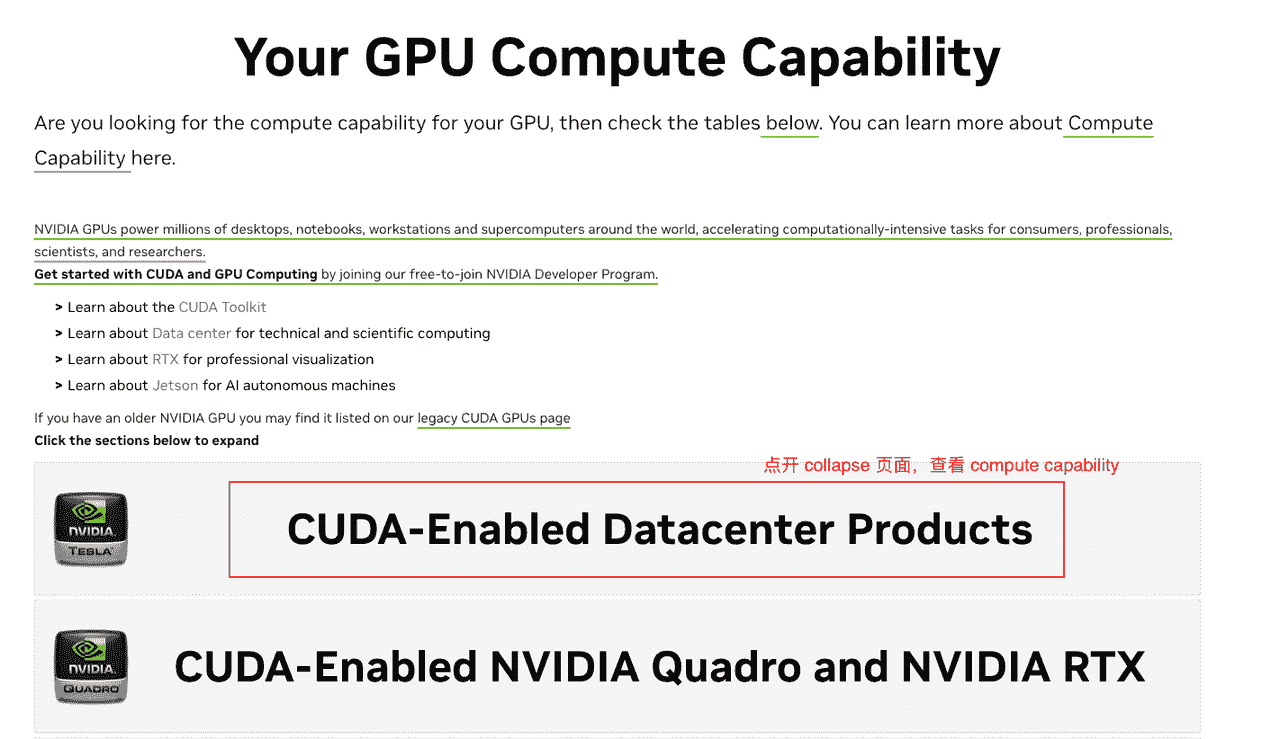 Your GPU Compute Capability
Are you looking for the compute capability for your GPU, then check the tables below. You can learn more about Compute
Capability here.
NVIDIA GPUs power millions of desktops, notebooks, workstations and supercomputers around the world, accelerating computationally-intensive tasks for consumers, professionals,
scientists, and researchers.
Get started with CUDA and GPU Computing by joining our free-to-join NVIDIA Developer Program.
> Learn about the CUDA Toolkit
> Learn about Data center for technical and scientific computing
> Learn about RTX for professional visualization
> Learn about Jetson for AI autonomous machines
If you have an older NVIDIA GPU you may find it listed on our legacy CUDA GPUs page
Click the sections below to expand
点开 collapse 页面，查看 compute capability
NVIDIA.
TESLA
CUDA-Enabled Datacenter Products
NVIDIA.
QUADRO
CUDA-Enabled NVIDIA Quadro and NVIDIA RTX